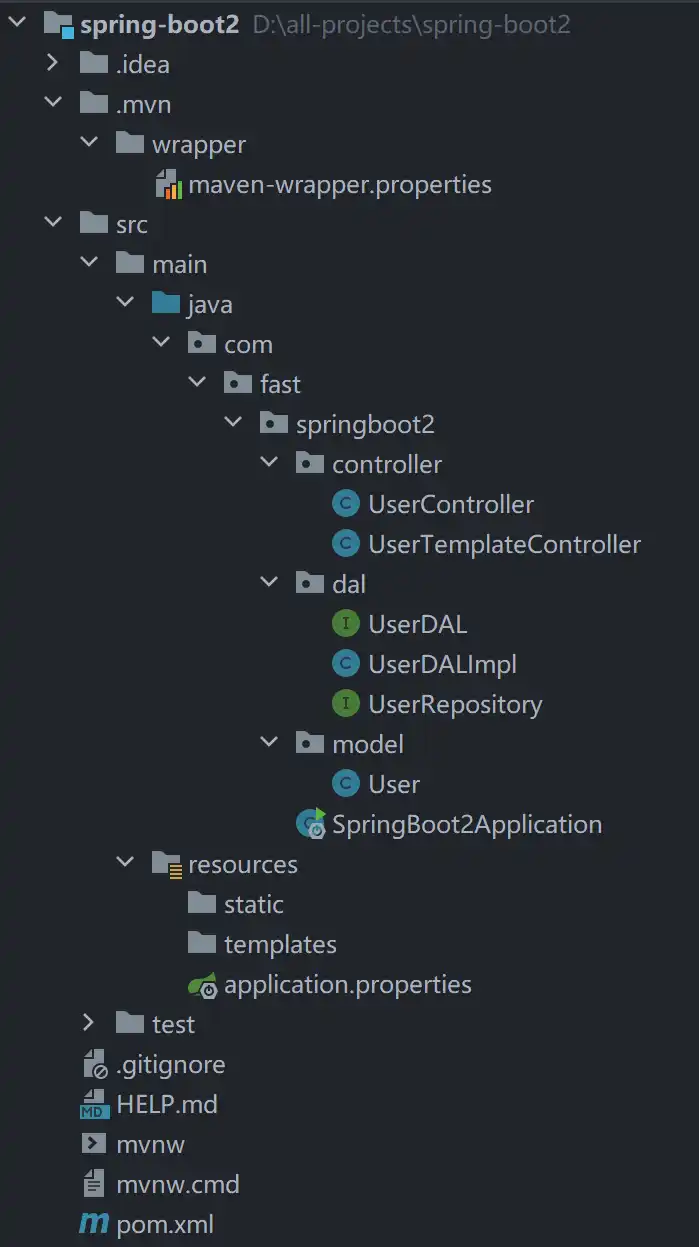 spring-boot2 D:\all-projects\spring-boot2
.idea
.mvn
wrapper
maven-wrapper.properties
src
main
java
com
fast
springboot2
controller
C UserController
C UserTemplateController
dal
I UserDAL
C UserDALImpl
I UserRepository
model
C User
SpringBoot2Application
resources
static
templates
application.properties
test
.gitignore
MD HELP.md
mvnw
mvnw.cmd
m pom.xml